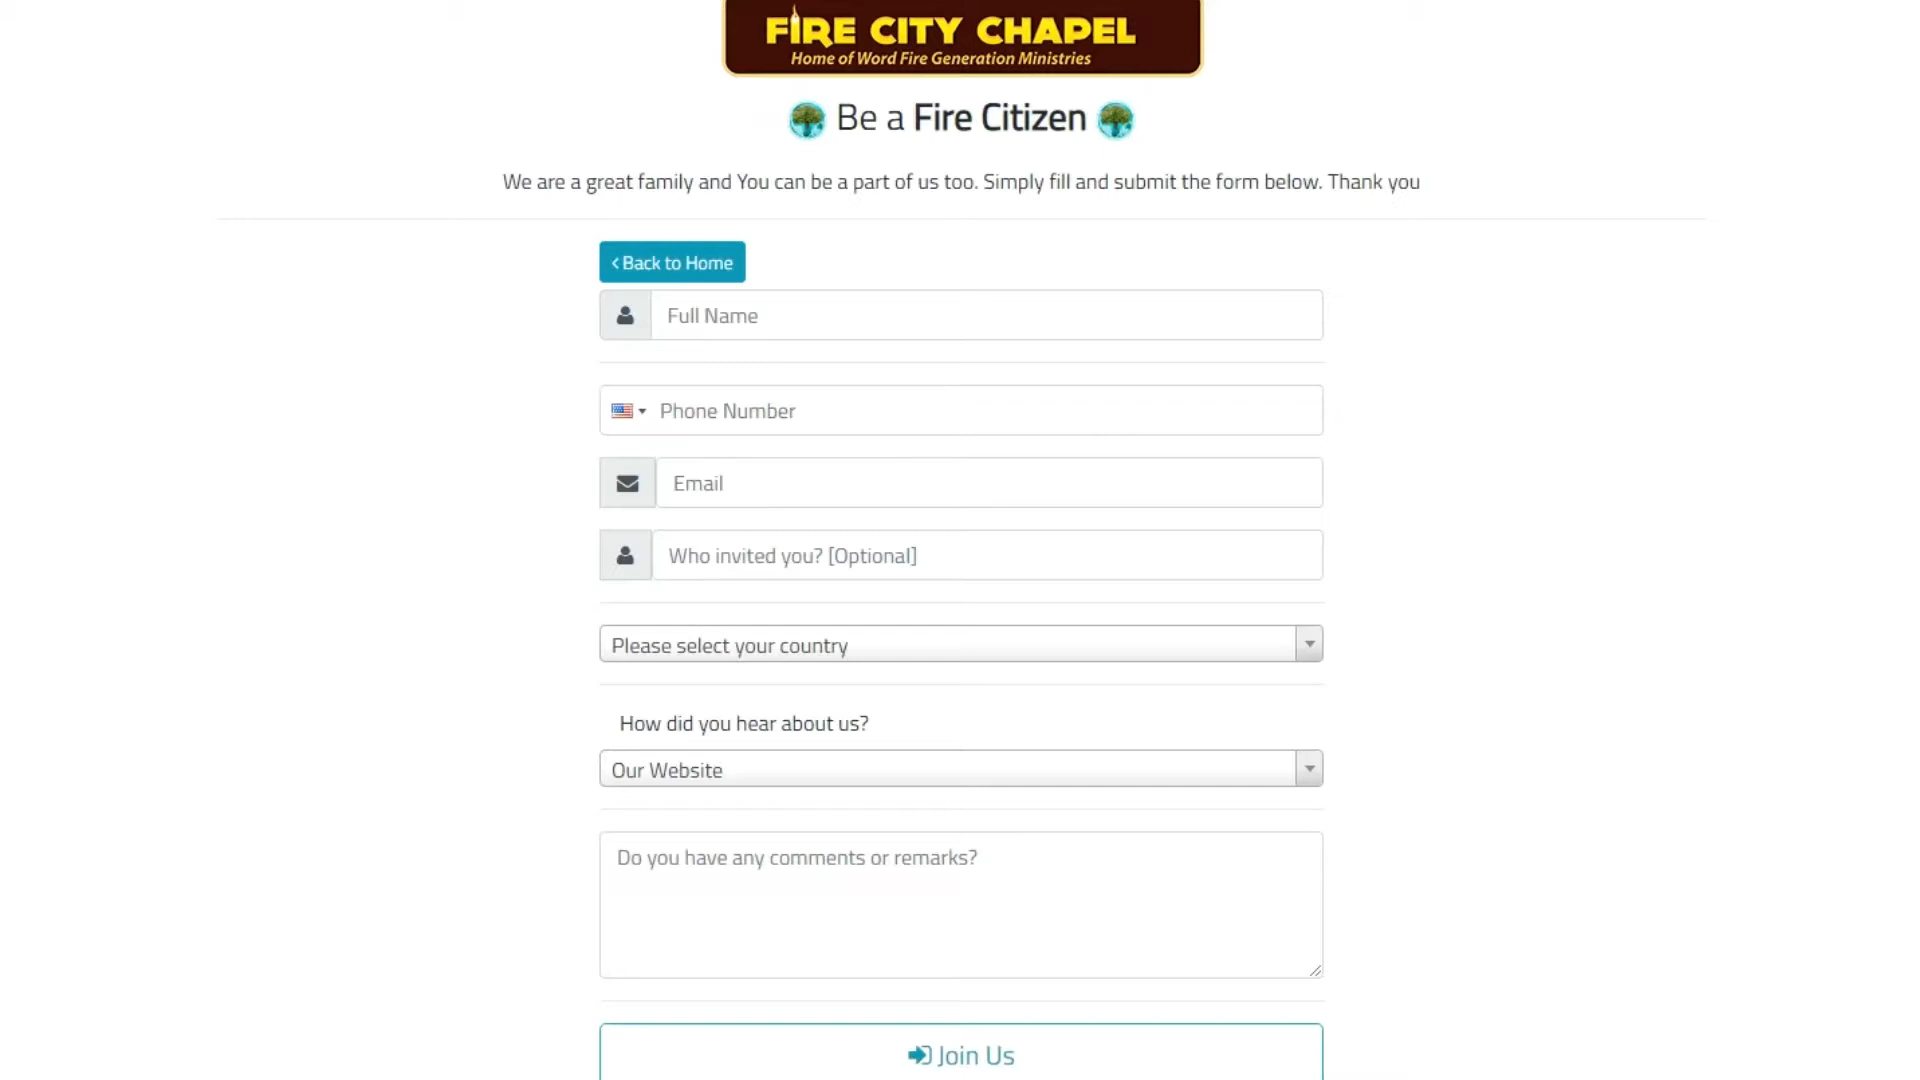 FIRE CITY CHAPEL
Home of Word Fire Generation Ministries
Be a Fire Citizen
We are a great family and You can be a part of us too. Simply fill and submit the form below. Thank you
Back to Home
Full Name
Phone Number
Email
Who invited you? [Optional]
Please select your country
How did you hear about us?
Our Website
Do you have any comments or remarks?
Join Us